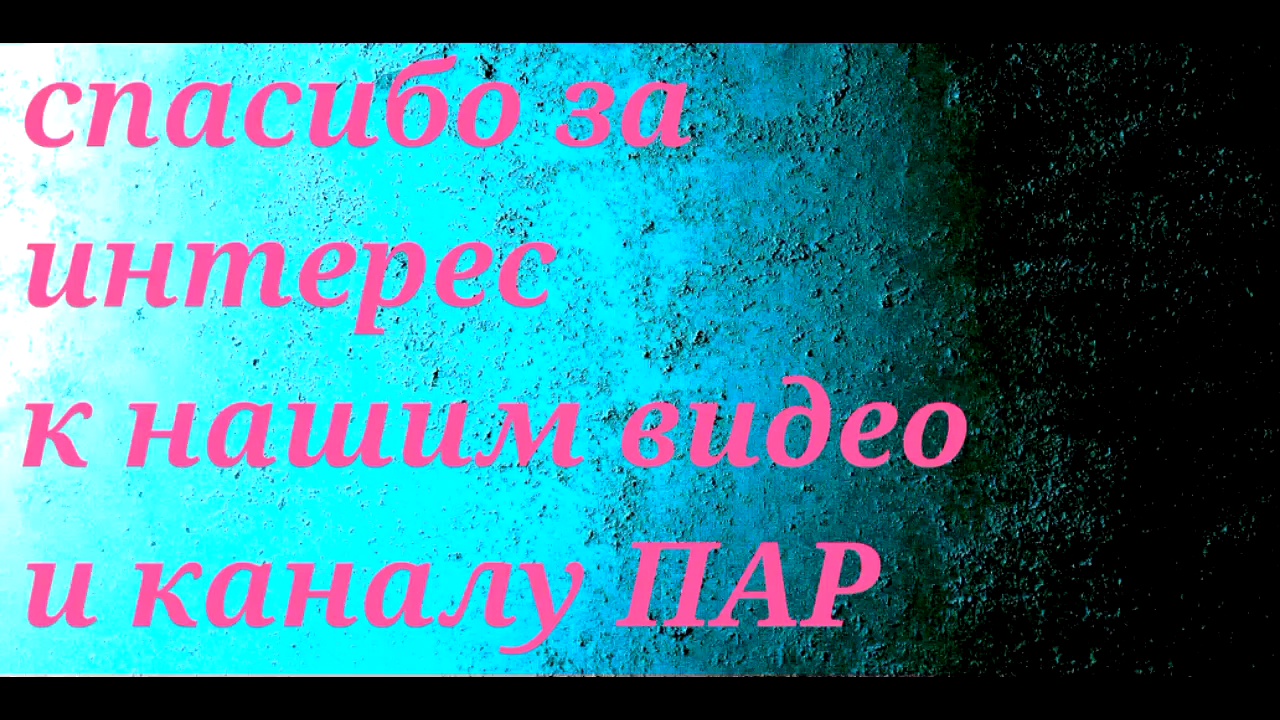 спасибо за
интерес
к нашим видео
и каналу ПАР